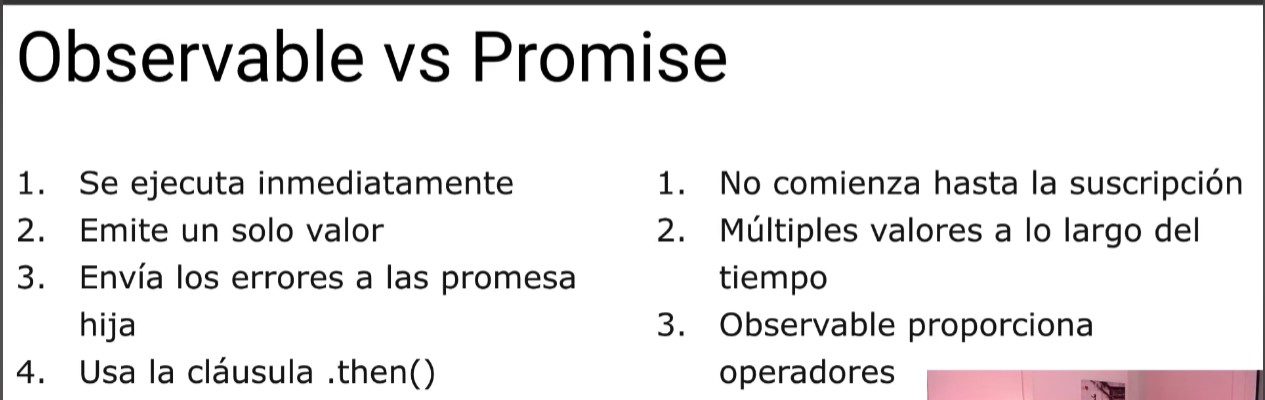 Observable vs Promise
1. Se ejecuta inmediatamente
2. Emite un solo valor
3. Envía los errores a las promesa
hija
4. Usa la cláusula .then()
1. No comienza hasta la suscripción
2. Múltiples valores a lo largo del
tiempo
3. Observable proporciona
operadores